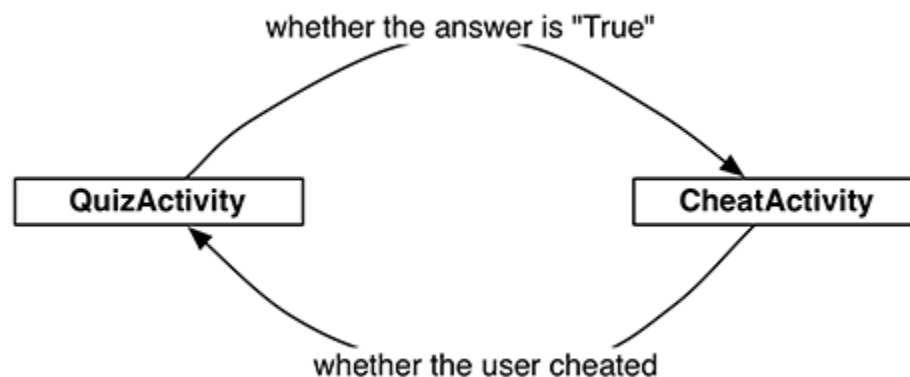 whether the answer is "True"
QuizActivity
CheatActivity
whether the user cheated